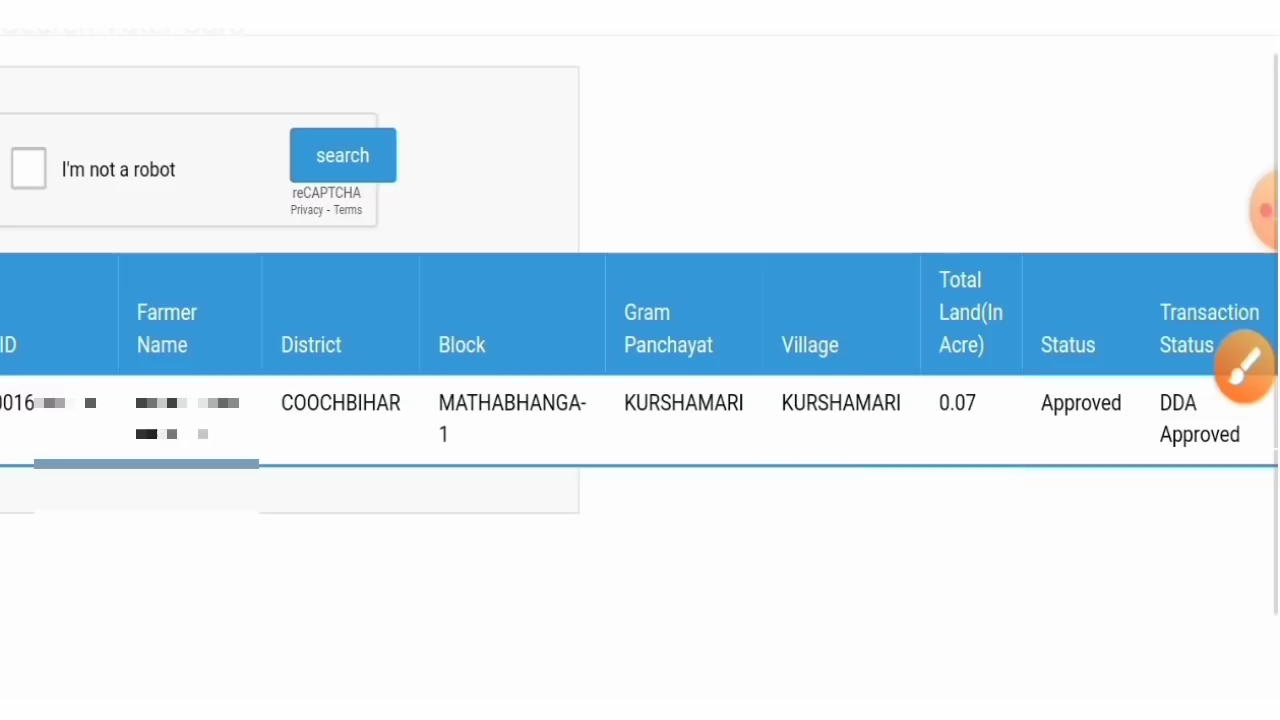 I'm not a robot
search
reCAPTCHA
Privacy - Terms
ID
Farmer
Name
District
Block
Gram
Panchayat
Village
Total
Land(In
Acre)
Status
Transaction
Status
0016
COOCHBIHAR
MATHABHANGA-
1
KURSHAMARI
KURSHAMARI
0.07
Approved
DDA
Approved